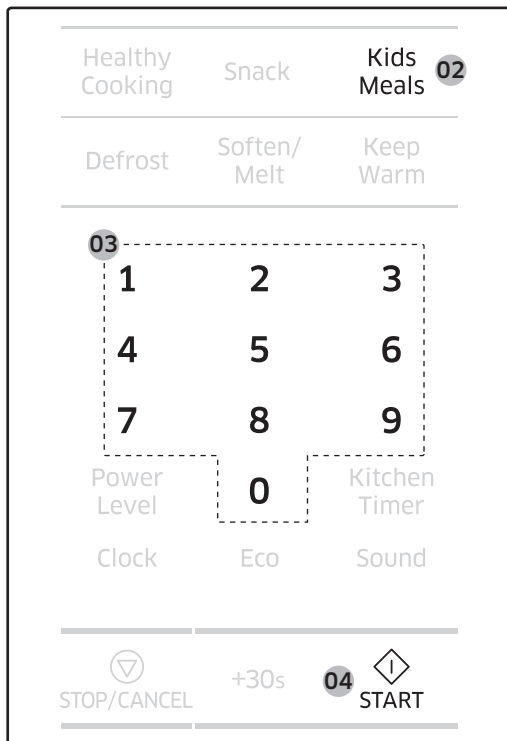 Healthy Cooking
Snack
Kids Meals
02
Defrost
Soften/ Melt
Keep Warm
03
1 2 3
4 5 6
7 8 9
Power Level
0
Kitchen Timer
Clock
Eco
Sound
STOP/CANCEL
+30s
04
START